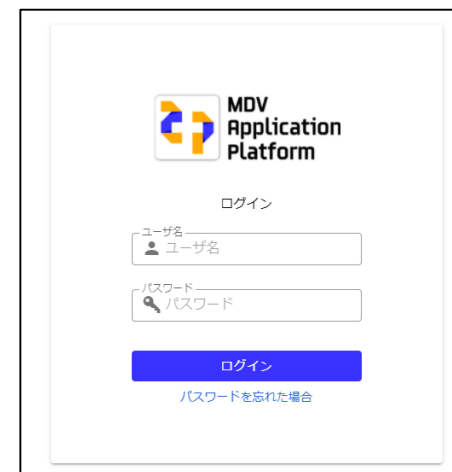 MDV
Application
Platform
ログイン
ユーザ名
ユーザ名
パスワード
パスワード
ログイン
パスワードを忘れた場合